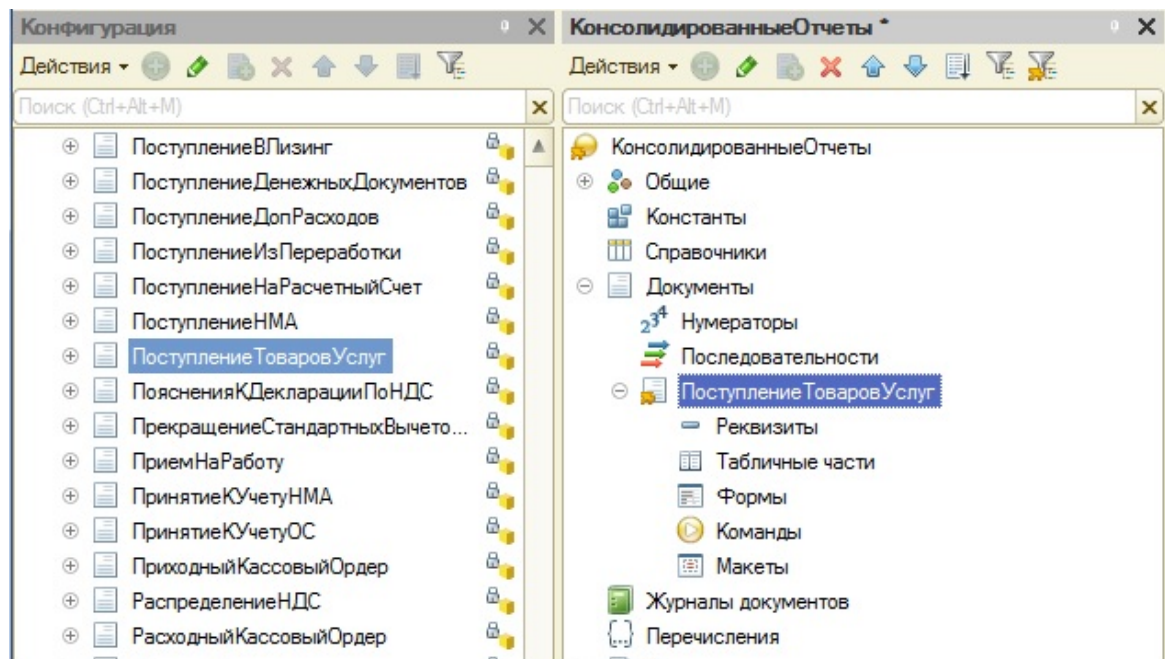 Конфигурация
Действия
Поиск (Ctrl+Alt+M)
ПоступлениеВЛизинг
ПоступлениеДенежныхДокументов
ПоступлениеДопРасходов
ПоступлениеИзПереработки
ПоступлениеНаРасчетныйСчет
ПоступлениеНМА
ПоступлениеТоваровУслуг
ПоясненияКДекларацииПоНДС
ПрекращениеСтандартныхВычето...
ПриемНаРаботу
ПринятиеКУчетуНМА
ПринятиеКУчетуОС
ПриходныйКассовыйОрдер
РаспределениеНДС
РасходныйКассовыйОрдер
КонсолидированныеОтчеты *
Действия
Поиск (Ctrl+Alt+M)
КонсолидированныеОтчеты
Общие
Константы
Справочники
Документы
Нумераторы
Последовательности
ПоступлениеТоваровУслуг
Реквизиты
Табличные части
Формы
Команды
Макеты
Журналы документов
Перечисления